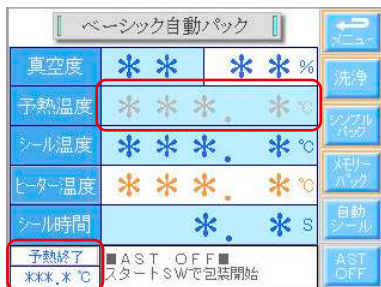 ベーシック自動パック
メニュー
真空度 ** ** %
洗浄
予熱温度 ***.* ℃
シンプル
パック
シール温度 ***.* ℃
メモリー
パック
ヒーター温度 ***.* ℃
自動
シール
シール時間 *.* S
予熱終了
***.* ℃
■AST OFF■
スタートSWで包装開始
AST
OFF